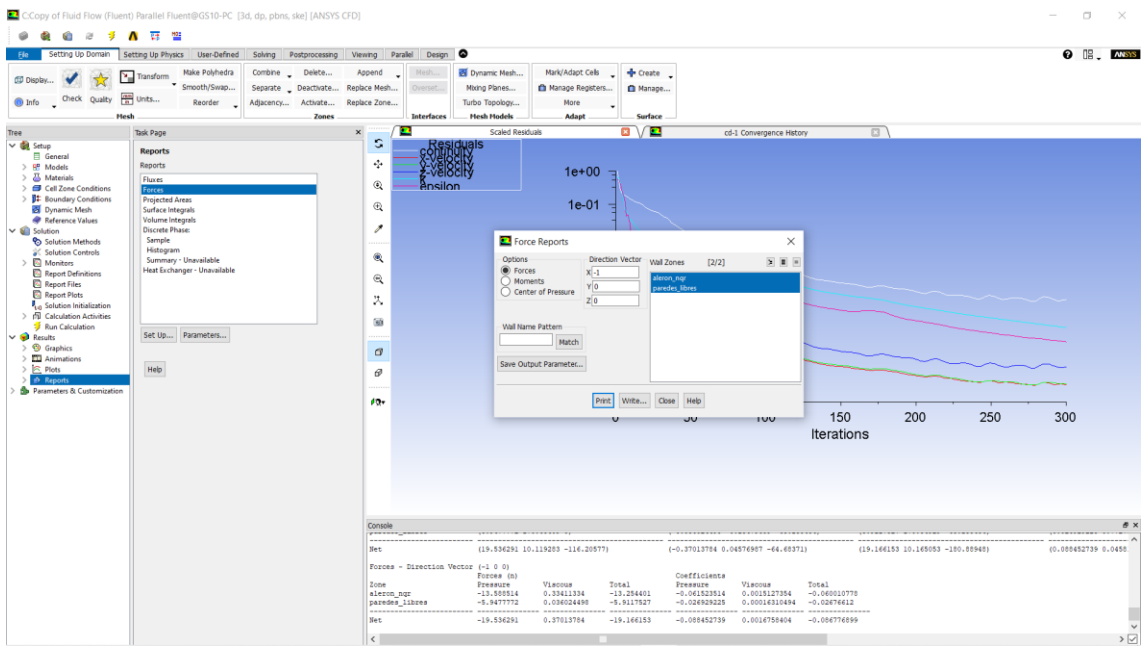 C:Copy of Fluid Flow (Fluent) Parallel Fluent@GS10-PC [3d, dp, pbns, ske] [ANSYS CFD]
File Setting Up Domain Setting Up Physics User-Defined Solving Postprocessing Viewing Parallel Design
ANSYS
Display... Transform Make Polyhedra Combine Delete... Append Mesh... Dynamic Mesh... Mark/Adapt Cells Create
Smooth/Swap... Separate Deactivate... Replace Mesh... Overset... Mixing Planes... Manage Registers... Manage...
Info Check Quality Units... Reorder Adjacency... Activate... Replace Zone... Turbo Topology... More
Mesh Zones Interfaces Mesh Models Adapt Surface
Tree
Setup
General
Models
Materials
Cell Zone Conditions
Boundary Conditions
Dynamic Mesh
Reference Values
Solution
Solution Methods
Solution Controls
Monitors
Report Definitions
Report Files
Report Plots
Solution Initialization
Calculation Activities
Run Calculation
Results
Graphics
Animations
Plots
Reports
Parameters & Customization
Task Page
Reports
Reports
Fluxes
Forces
Projected Areas
Surface Integrals
Volume Integrals
Discrete Phase:
Sample
Histogram
Summary - Unavailable
Heat Exchanger - Unavailable
Set Up... Parameters...
Help
Scaled Residuals
cd-1 Convergence History
Residuals
continuity
x-velocity
y-velocity
z-velocity
k
epsilon
1e+00
1e-01
Force Reports
Options
Forces
Moments
Center of Pressure
Direction Vector
X -1
Y 0
Z 0
Wall Zones [2/2]
aleron_nqr
paredes_libres
Wall Name Pattern
Match
Save Output Parameter...
Print Write... Close Help
0 50 100 150 200 250 300
Iterations
Console
Net (19.536291 10.119283 -116.20577) (-0.37013784 0.04576987 -64.68371) (19.166153 10.165053 -180.88948) (0.088452739 0.0458
Forces - Direction Vector (-1 0 0)
Forces (n) Coefficients
Zone Pressure Viscous Total Pressure Viscous Total
aleron_nqr -13.588514 0.33411334 -13.254401 -0.061523514 0.0015127354 -0.060010778
paredes_libres -5.9477772 0.036024498 -5.9117527 -0.026929225 0.00016310494 -0.02676612
Net -19.536291 0.37013784 -19.166153 -0.088452739 0.0016758404 -0.086776899